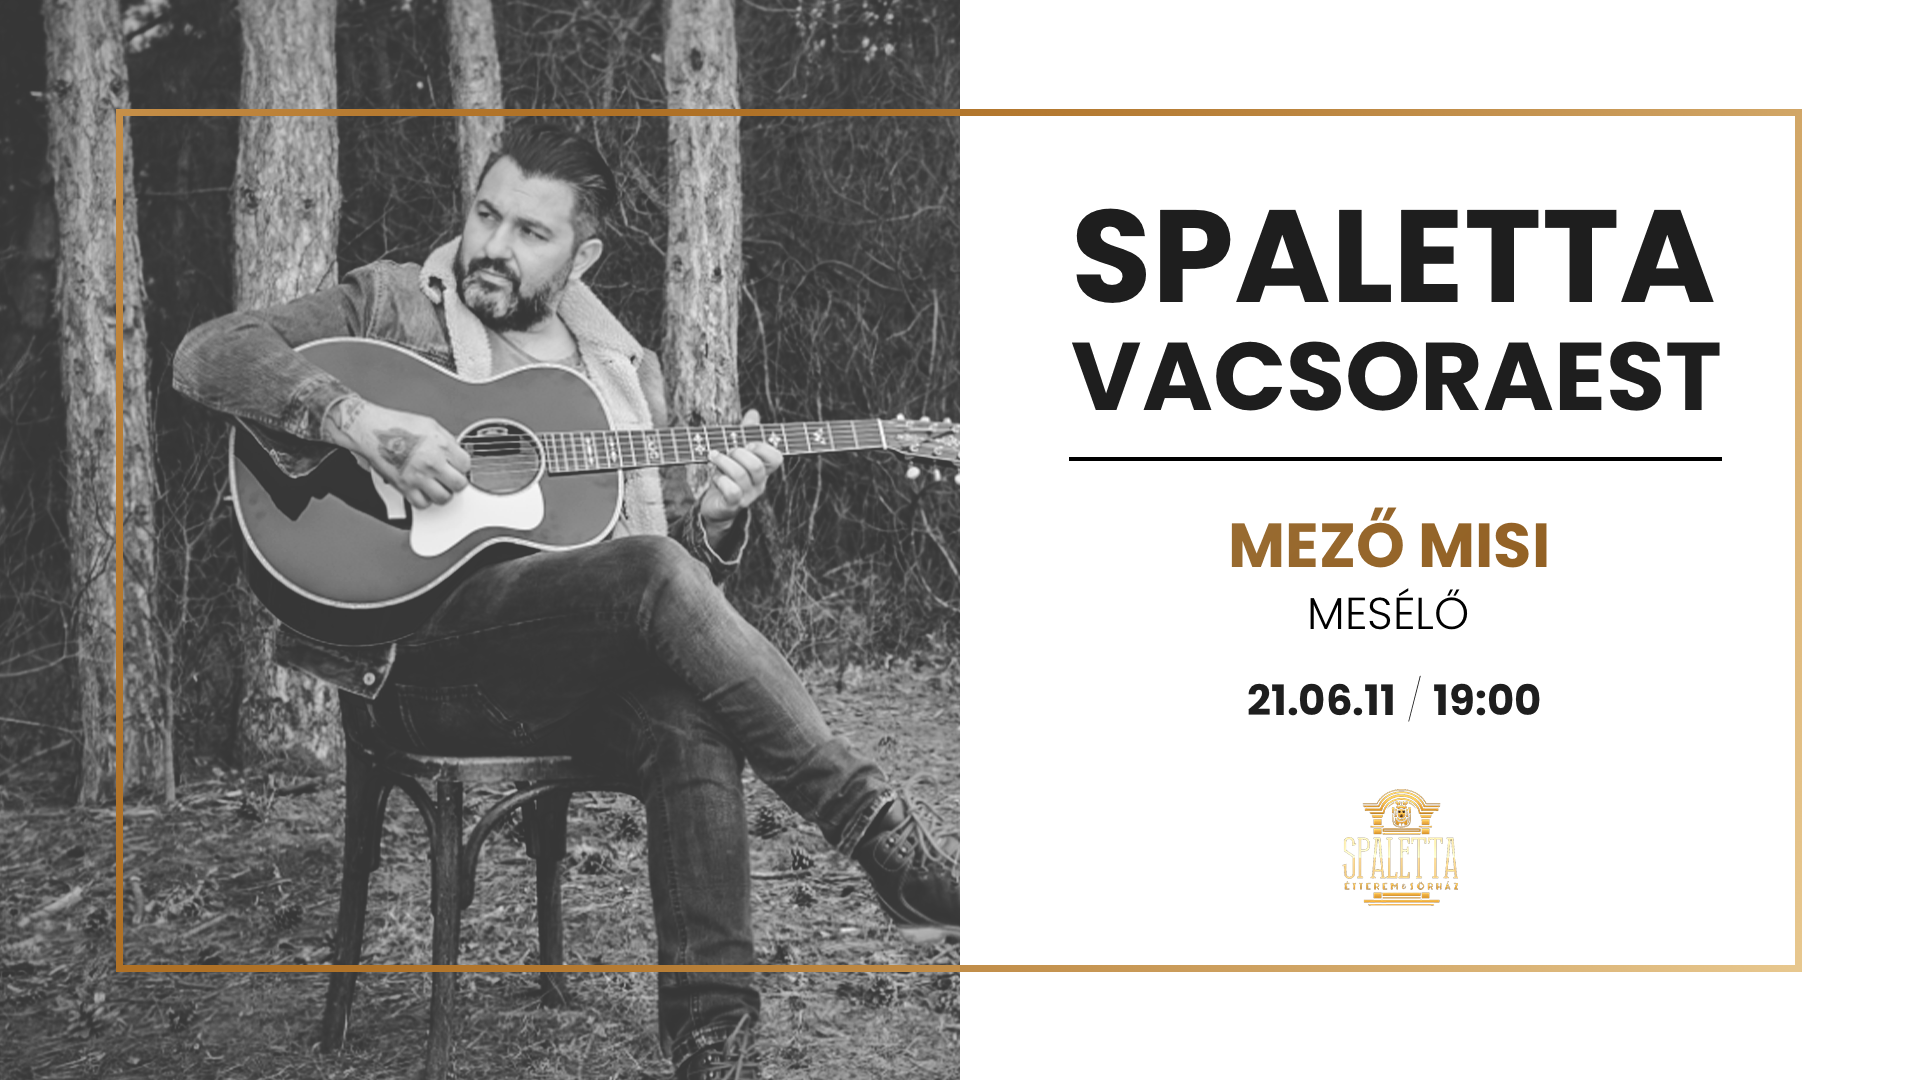 SPALETTA
VACSORAEST
MEZŐ MISI
MESÉLŐ
21.06.11 / 19:00
SPALETTA
ÉTTEREM & SÖRHÁZ